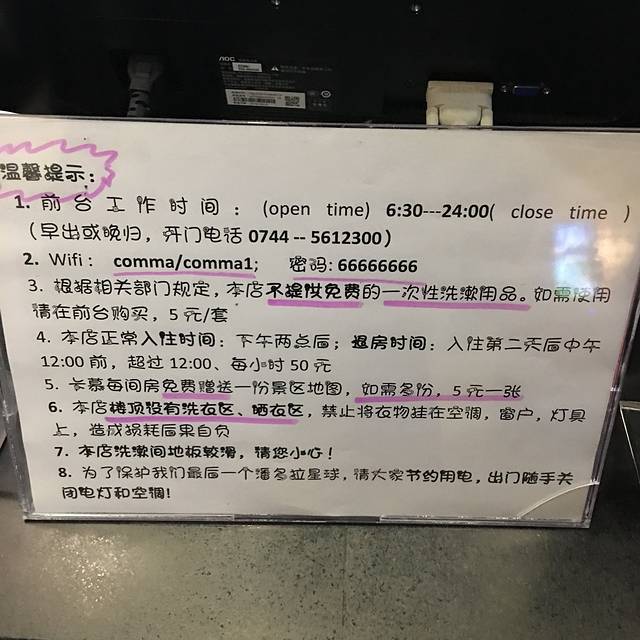 AOC
温馨提示：
1. 前台工作时间：(open time) 6:30---24:00( close time )
（早出或晚归，开门电话 0744 -- 5612300）
2. Wifi： comma/comma1; 密码: 66666666
3. 根据相关部门规定，本店不提供免费的一次性洗漱用品。如需使用
请在前台购买，5 元/套
4. 本店正常入住时间：下午两点后；退房时间：入住第二天后中午
12:00 前，超过 12:00、每小时 50 元
5. 长幕每间房免费赠送一份景区地图，如需多份，5 元一张
6. 本店楼顶设有洗衣区、晒衣区，禁止将衣物挂在空调，窗户，灯具
上，造成损耗后果自负
7. 本店洗漱间地板较滑，请您小心！
8. 为了保护我们最后一个潘多拉星球，请大家节约用电，出门随手关
闭电灯和空调！